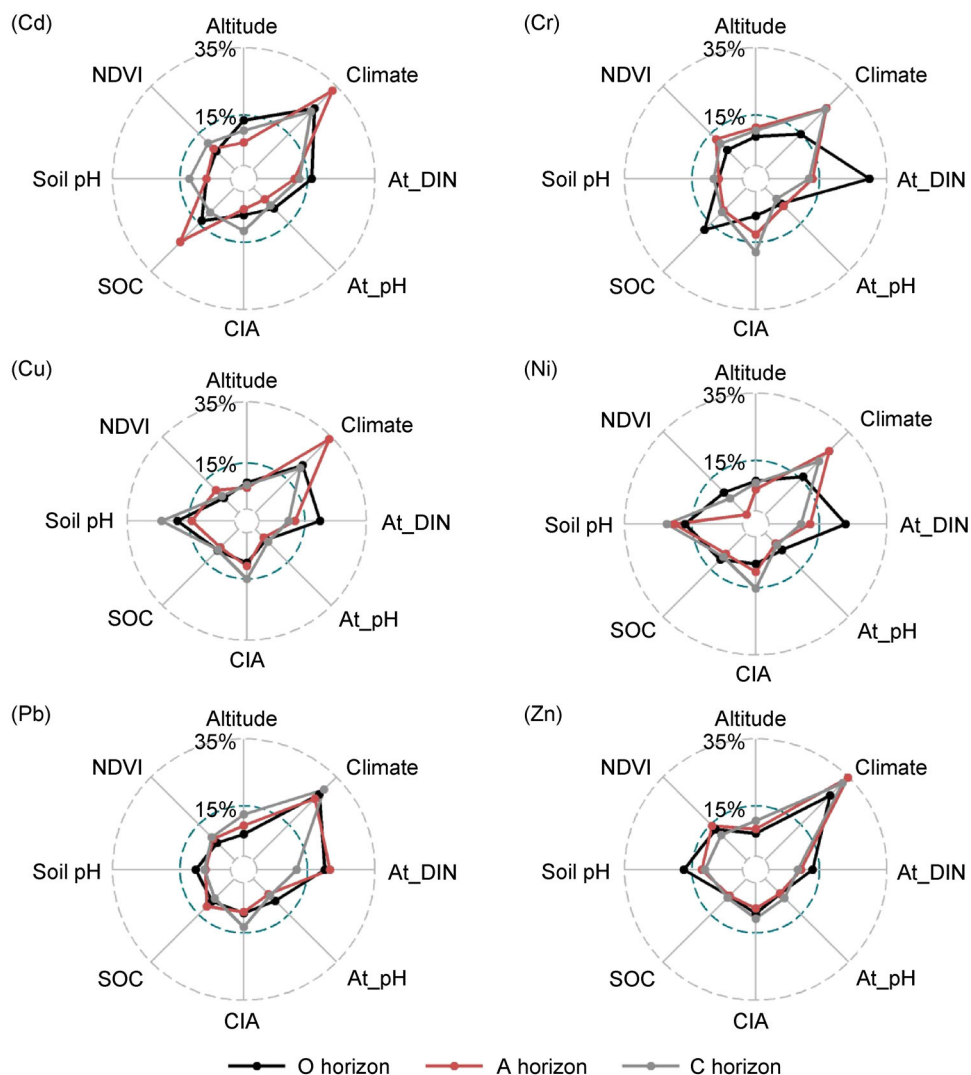 (Cd)
Altitude
35%
NDVI
Climate
15%
Soil pH
At_DIN
SOC
At_pH
CIA
(Cr)
Altitude
35%
NDVI
Climate
15%
Soil pH
At_DIN
SOC
At_pH
CIA
(Cu)
Altitude
35%
NDVI
Climate
15%
Soil pH
At_DIN
SOC
At_pH
CIA
(Ni)
Altitude
35%
NDVI
Climate
15%
Soil pH
At_DIN
SOC
At_pH
CIA
(Pb)
Altitude
35%
NDVI
Climate
15%
Soil pH
At_DIN
SOC
At_pH
CIA
(Zn)
Altitude
35%
NDVI
Climate
15%
Soil pH
At_DIN
SOC
At_pH
CIA
O horizon A horizon C horizon